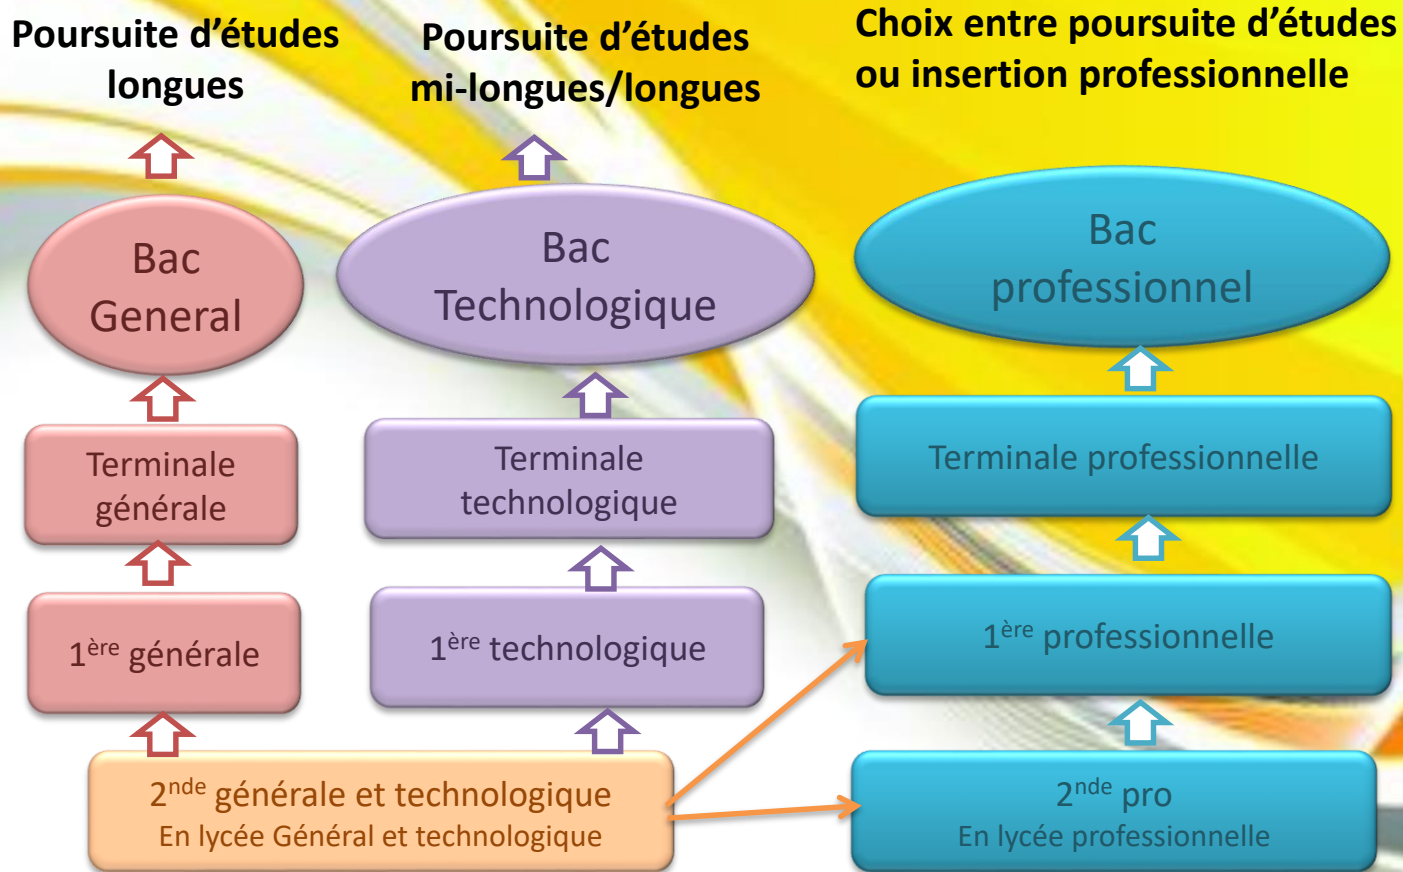 Poursuite d’études
longues
Poursuite d’études
mi-longues/longues
Choix entre poursuite d’études
ou insertion professionnelle
Bac
General
Bac
Technologique
Bac
professionnel
Terminale
générale
Terminale
technologique
Terminale professionnelle
1ère générale
1ère technologique
1ère professionnelle
2nde générale et technologique
En lycée Général et technologique
2nde pro
En lycée professionnelle